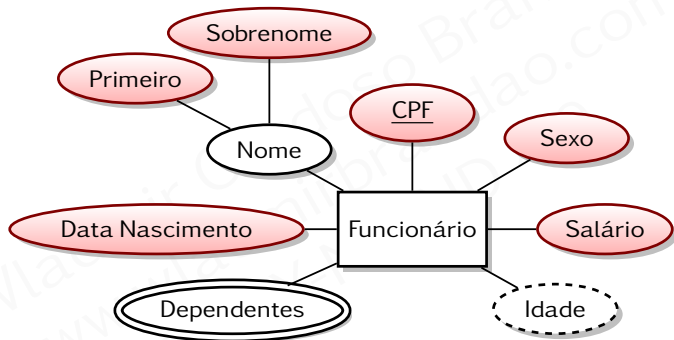 Sobrenome
Primeiro
CPF
Sexo
Nome
Data Nascimento
Funcionário
Salário
Dependentes
Idade